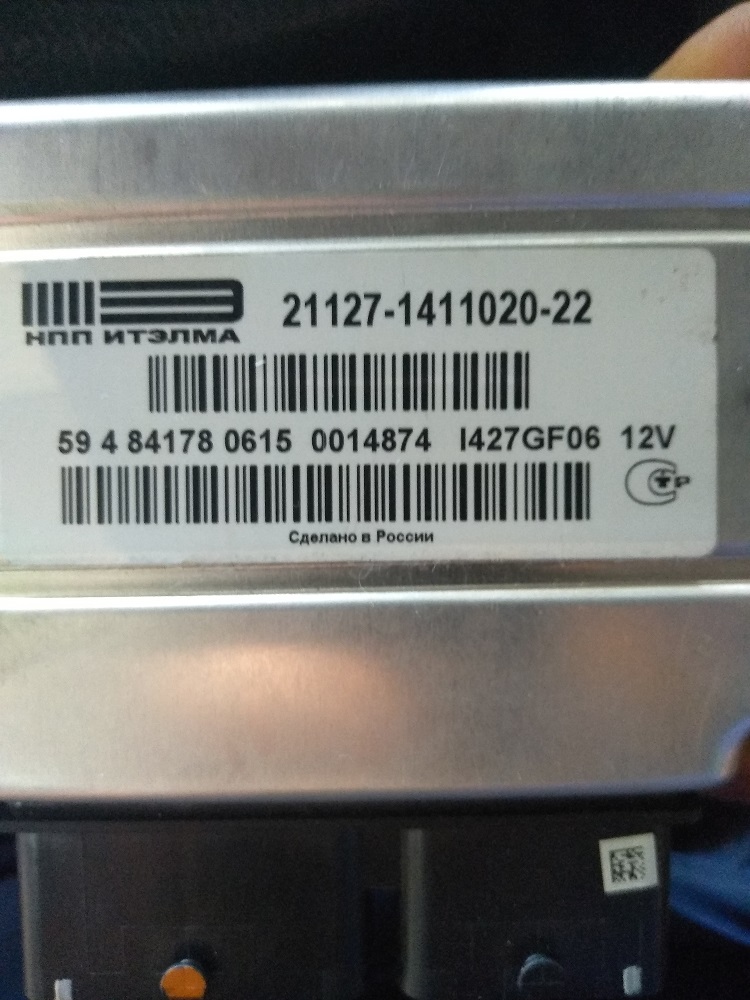 21127-1411020-22
НПП ИТЭЛМА
59 4 84178 0615 0014874 I427GF06 12V
Сделано в России